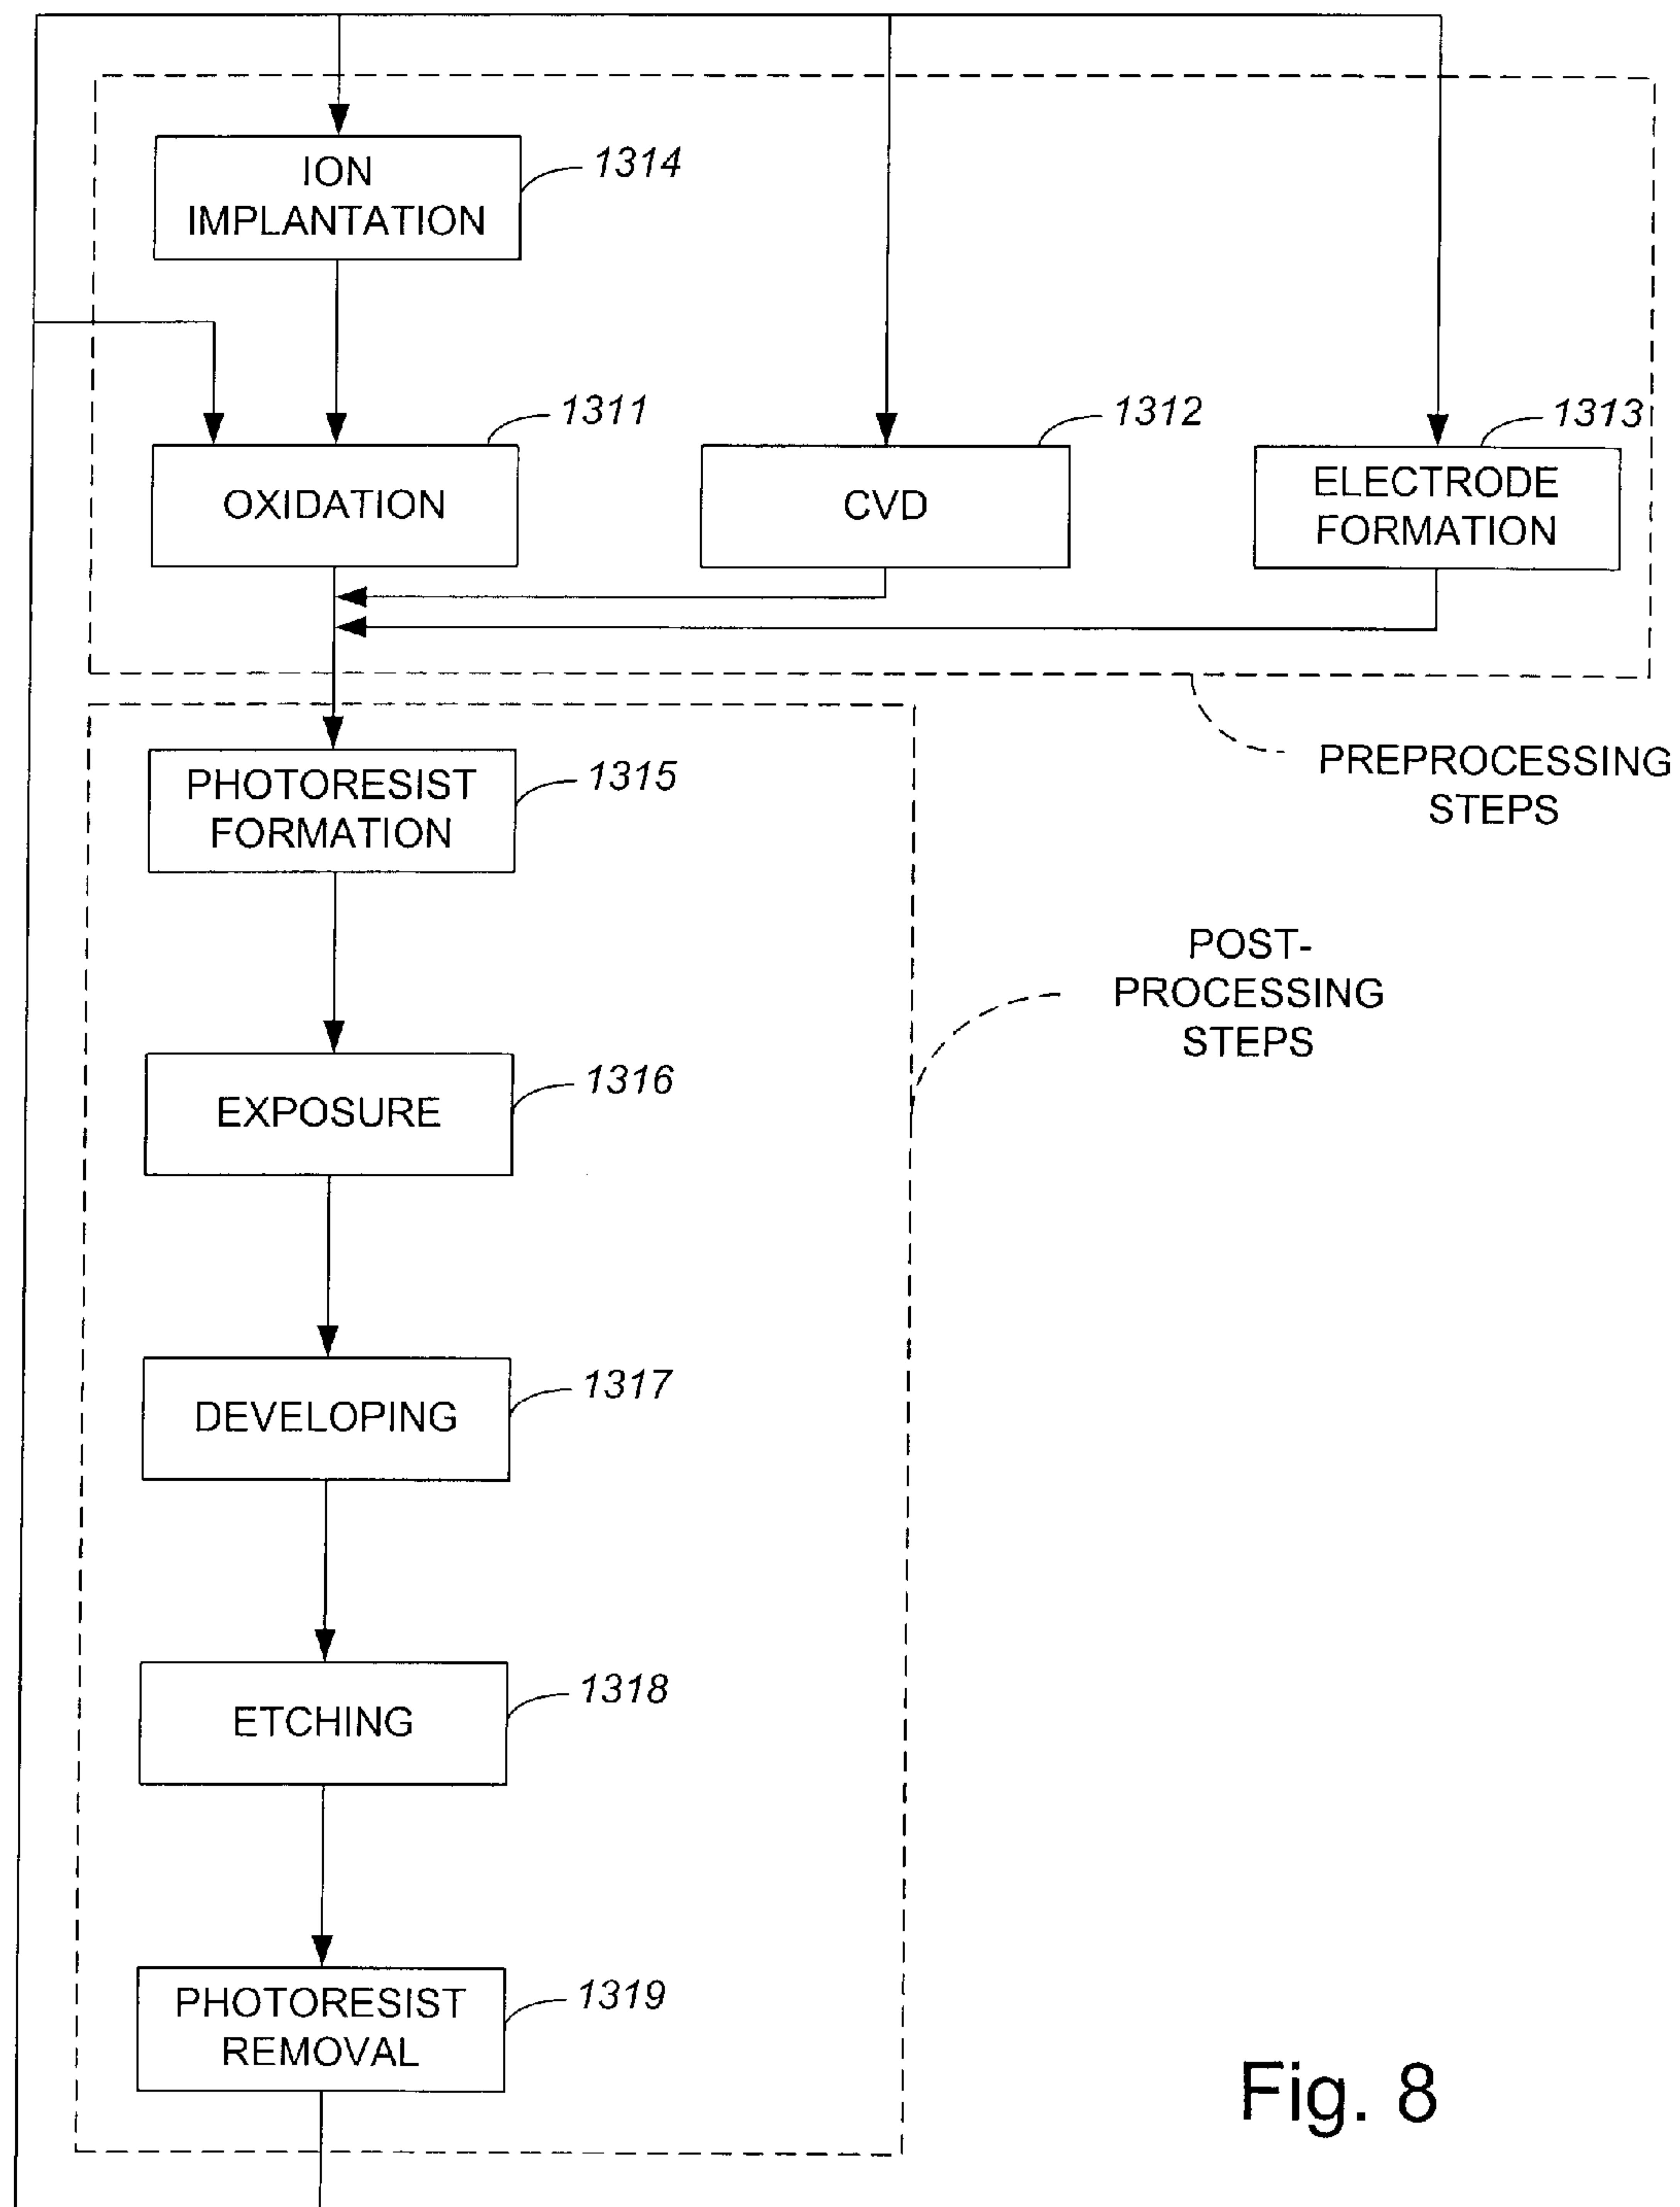 ION
IMPLANTATION
1314
OXIDATION
1311
CVD
1312
ELECTRODE
FORMATION
1313
PREPROCESSING
STEPS
PHOTORESIST
FORMATION
1315
POST-
PROCESSING
STEPS
EXPOSURE
1316
DEVELOPING
1317
ETCHING
1318
PHOTORESIST
REMOVAL
1319
Fig. 8